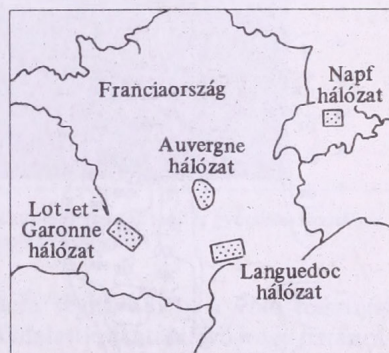 Franciaország
Napf
hálózat
Auvergne
hálózat
Lot-et-
Garonne
hálózat
Languedoc
hálózat